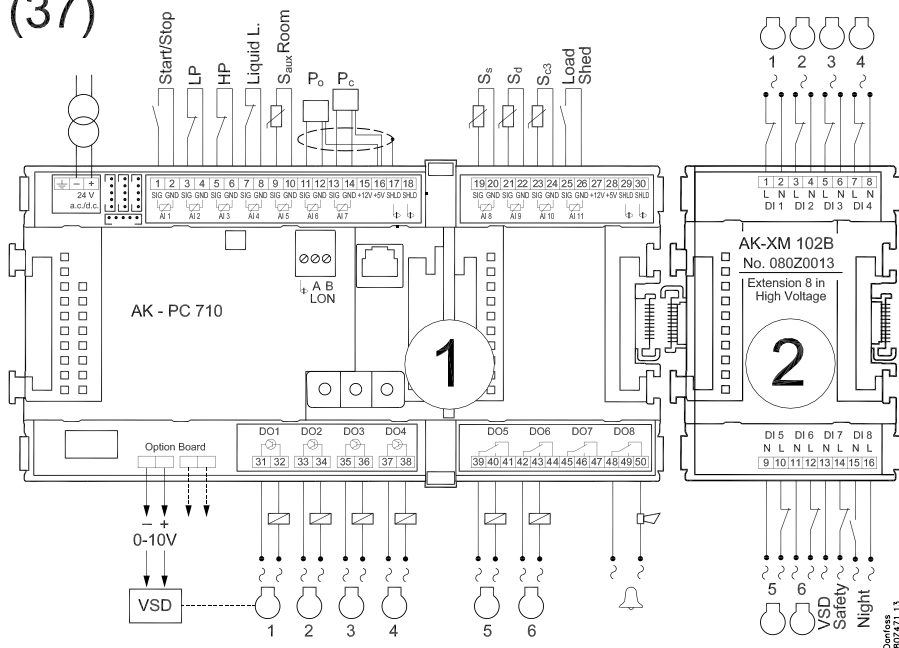 (37)
Start/Stop
LP
HP
Liquid L.
Saux Room
Po
Pc
Ss
Sd
Sc3
Load
Shed
1 2 3 4
– +
24 V
a.c./d.c.
1 2 3 4 5 6 7 8 9 10 11 12 13 14 15 16 17 18
SIG GND SIG GND SIG GND SIG GND SIG GND SIG GND SIG GND +12V +5V SHLD SHLD
AI 1 AI 2 AI 3 AI 4 AI 5 AI 6 AI 7
19 20 21 22 23 24 25 26 27 28 29 30
SIG GND SIG GND SIG GND SIG GND +12V +5V SHLD SHLD
AI 8 AI 9 AI 10 AI 11
1 2 3 4 5 6 7 8
L N L N L N L N
DI 1 DI 2 DI 3 DI 4
AK-XM 102B
No. 080Z0013
Extension 8 in
High Voltage
A B
LON
AK - PC 710
1
2
Option Board
DO1 DO2 DO3 DO4
31 32 33 34 35 36 37 38
DO5 DO6 DO7 DO8
39 40 41 42 43 44 45 46 47 48 49 50
DI 5 DI 6 DI 7 DI 8
N L N L N L N L
9 10 11 12 13 14 15 16
– +
0-10V
VSD
1 2 3 4
5 6
5 6
VSD
Safety
Night
Danfoss
80Z471.13